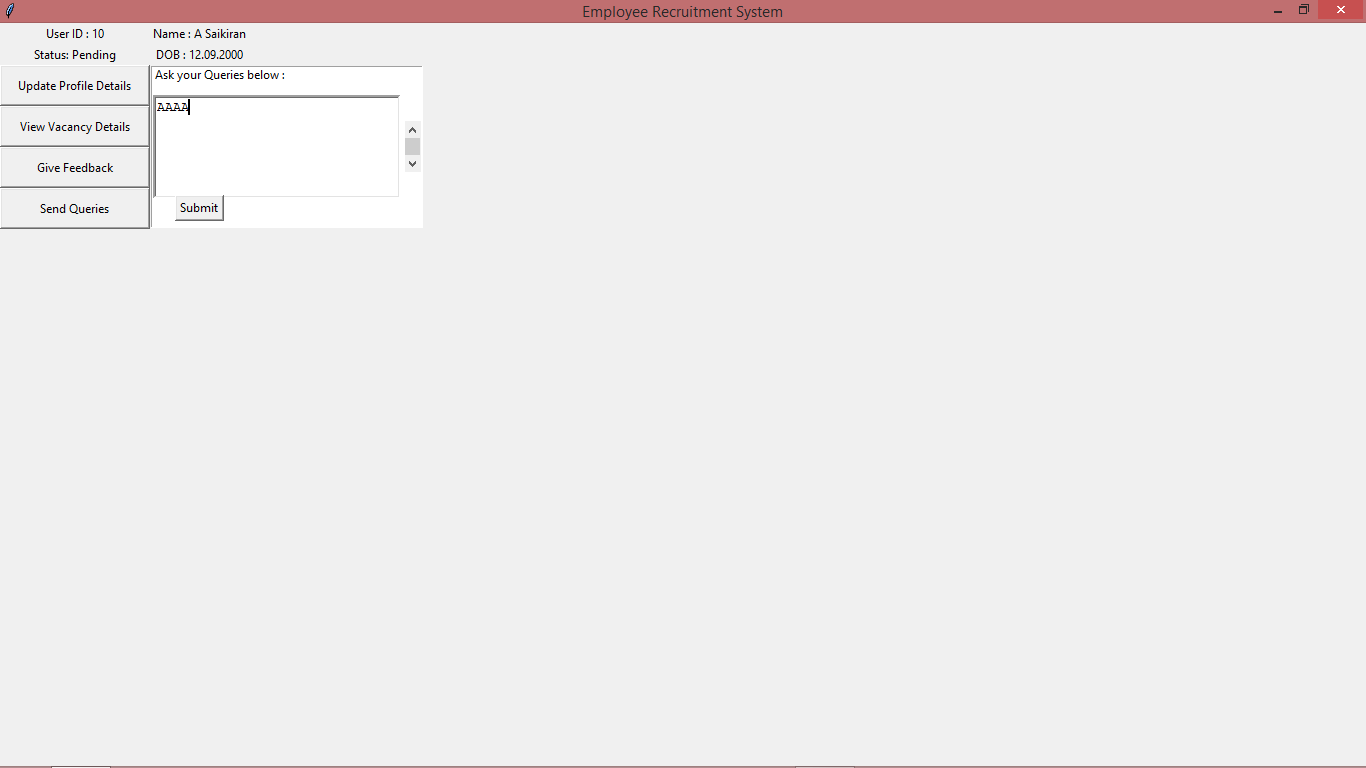 Employee Recruitment System
User ID : 10 Name : A Saikiran
Status: Pending DOB : 12.09.2000
Update Profile Details
View Vacancy Details
Give Feedback
Send Queries
Ask your Queries below :
AAAA
Submit